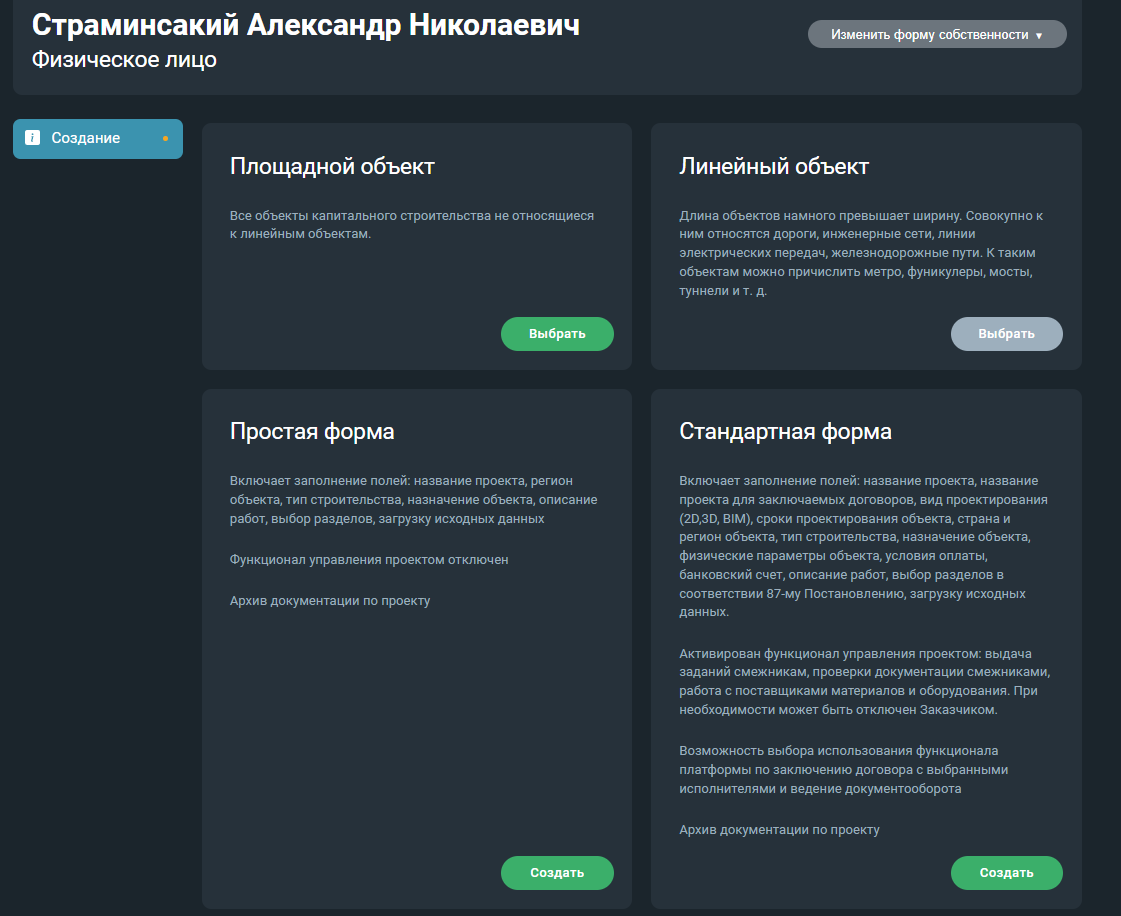 Страминсакий Александр Николаевич
Физическое лицо
Изменить форму собственности ▼
i Создание
Площадной объект
Все объекты капитального строительства не относящиеся
к линейным объектам.
Выбрать
Линейный объект
Длина объектов намного превышает ширину. Совокупно к
ним относятся дороги, инженерные сети, линии
электрических передач, железнодорожные пути. К таким
объектам можно причислить метро, фуникулеры, мосты,
туннели и т. д.
Выбрать
Простая форма
Включает заполнение полей: название проекта, регион
объекта, тип строительства, назначение объекта, описание
работ, выбор разделов, загрузку исходных данных
Функционал управления проектом отключен
Архив документации по проекту
Создать
Стандартная форма
Включает заполнение полей: название проекта, название
проекта для заключаемых договоров, вид проектирования
(2D,3D, BIM), сроки проектирования объекта, страна и
регион объекта, тип строительства, назначение объекта,
физические параметры объекта, условия оплаты,
банковский счет, описание работ, выбор разделов в
соответствии 87-му Постановлению, загрузку исходных
данных.
Активирован функционал управления проектом: выдача
заданий смежникам, проверки документации смежниками,
работа с поставщиками материалов и оборудования. При
необходимости может быть отключен Заказчиком.
Возможность выбора использования функционала
платформы по заключению договора с выбранными
исполнителями и ведение документооборота
Архив документации по проекту
Создать